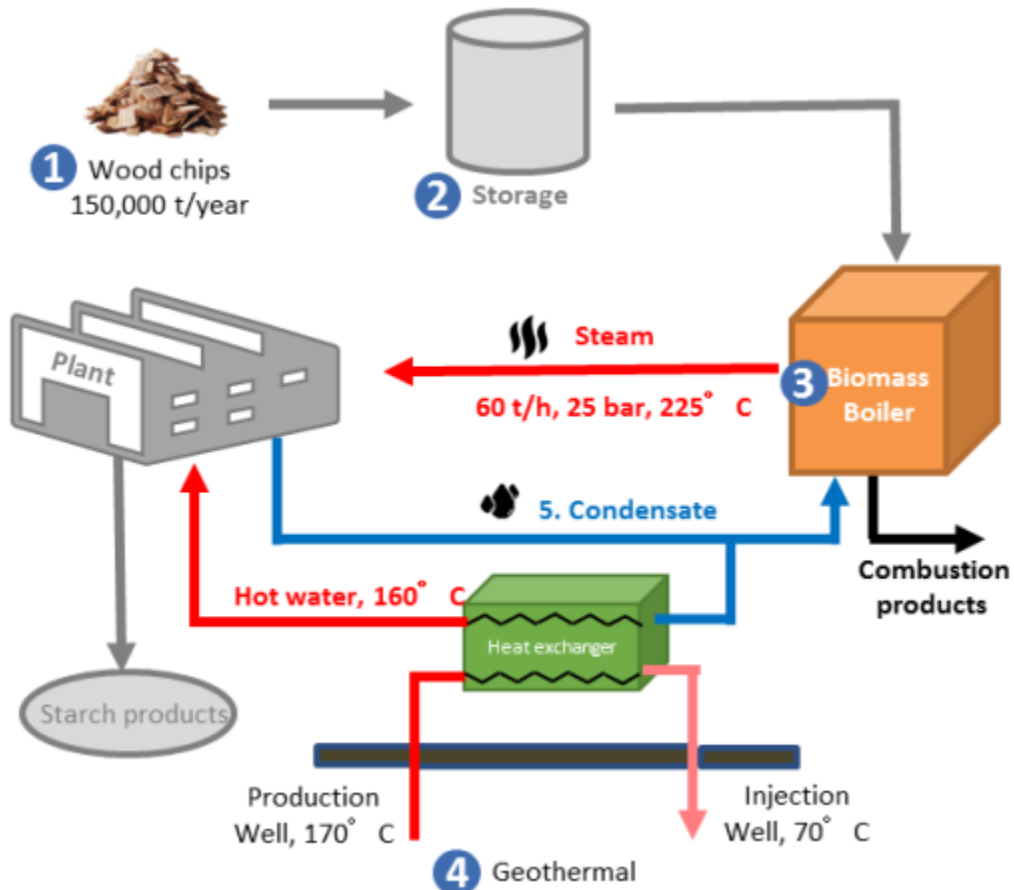 1 Wood chips
150,000 t/year
2 Storage
Plant
Steam
60 t/h, 25 bar, 225° C
3 Biomass
Boiler
5. Condensate
Combustion
products
Hot water, 160° C
Heat exchanger
Starch products
Production
Well, 170° C
Injection
Well, 70° C
4 Geothermal